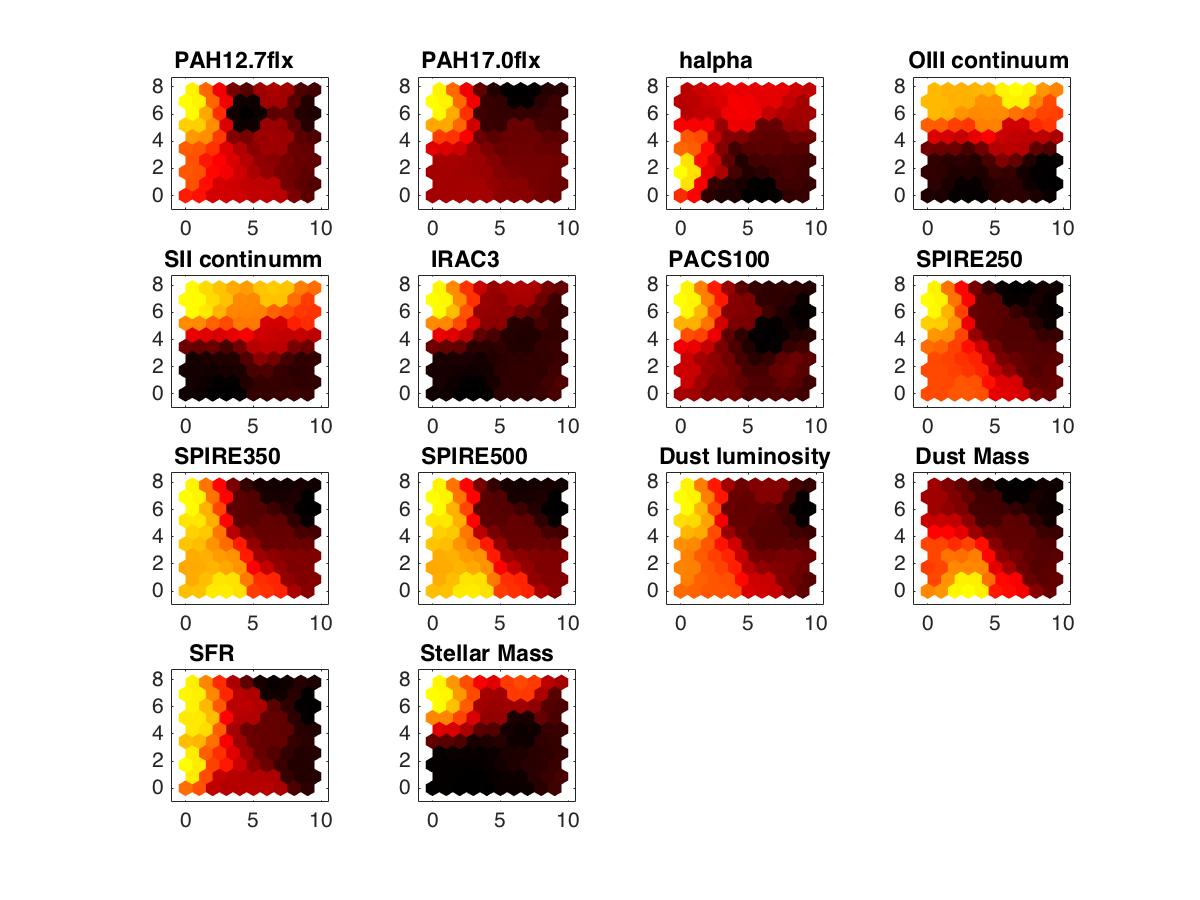 PAH12.7flx PAH17.0flx halpha OIII continuum
8 8 8 8
6 6 6 6
4 4 4 4
2 2 2 2
0 0 0 0
0 5 10 0 5 10 0 5 10 0 5 10
SII continumm IRAC3 PACS100 SPIRE250
8 8 8 8
6 6 6 6
4 4 4 4
2 2 2 2
0 0 0 0
0 5 10 0 5 10 0 5 10 0 5 10
SPIRE350 SPIRE500 Dust luminosity Dust Mass
8 8 8 8
6 6 6 6
4 4 4 4
2 2 2 2
0 0 0 0
0 5 10 0 5 10 0 5 10 0 5 10
SFR Stellar Mass
8 8
6 6
4 4
2 2
0 0
0 5 10 0 5 10